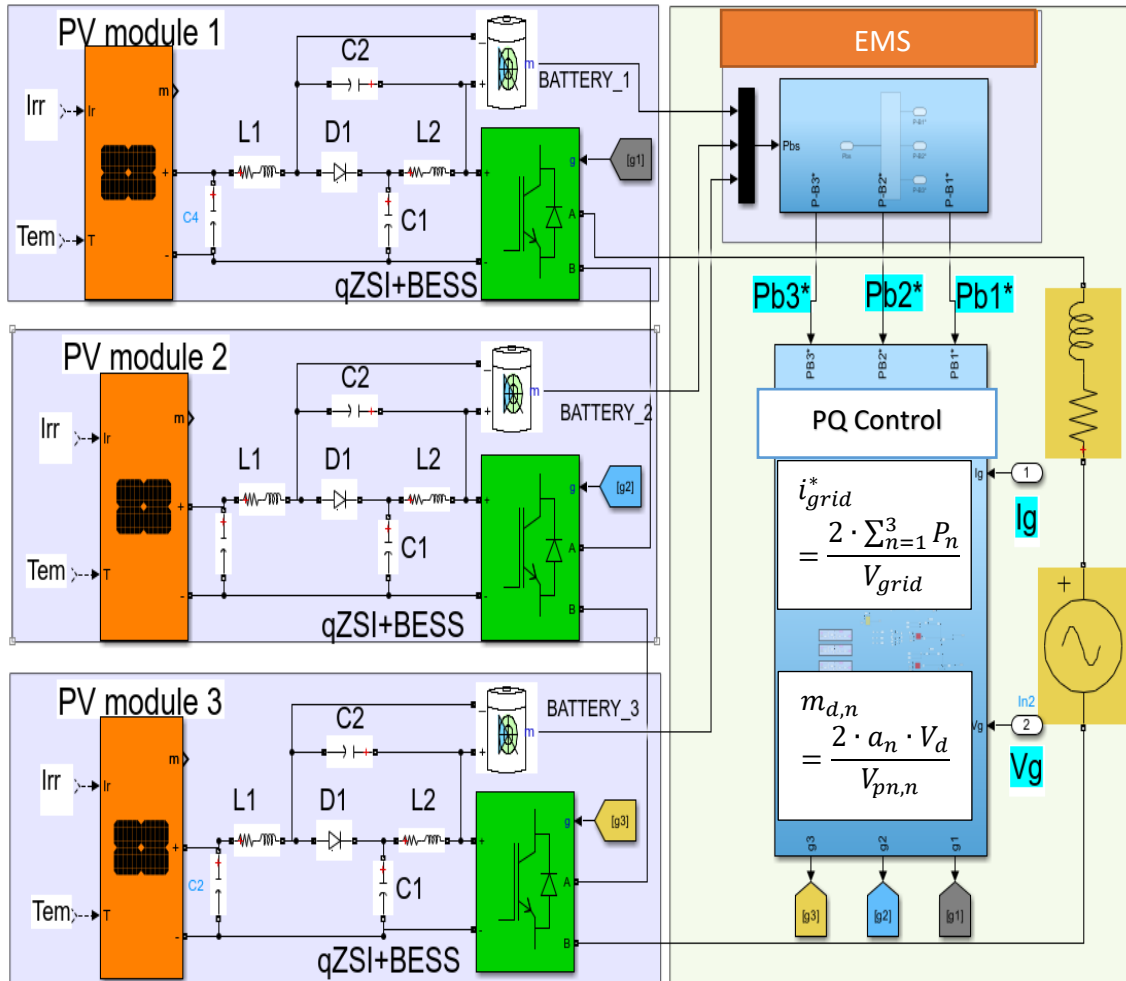 PV module 1
Irr
Ir
m
Tem
T
+
-
C4
L1
C2
D1
L2
C1
-
+
m
BATTERY_1
g
[g1]
+
A
-
B
qZSI+BESS
PV module 2
Irr
Ir
m
Tem
T
+
-
L1
C2
D1
L2
C1
-
+
m
BATTERY_2
g
[g2]
+
A
-
B
qZSI+BESS
PV module 3
Irr
Ir
m
Tem
T
+
-
C2
L1
C2
D1
L2
C1
-
+
m
BATTERY_3
g
[g3]
+
A
-
B
qZSI+BESS
EMS
Pbs
Pbs
P-B1*
P-B2*
P-B3*
P-B3*
P-B2*
P-B1*
Pb3*
Pb2*
Pb1*
PB3*
PB2*
PB1*
PQ Control
i*grid
= 2 · ∑³n=1 Pn / Vgrid
Ig
1
Ig
md,n
= 2 · an · Vd / Vpn,n
Vg
In2
2
Vg
g3
g2
g1
[g3]
[g2]
[g1]
+
+